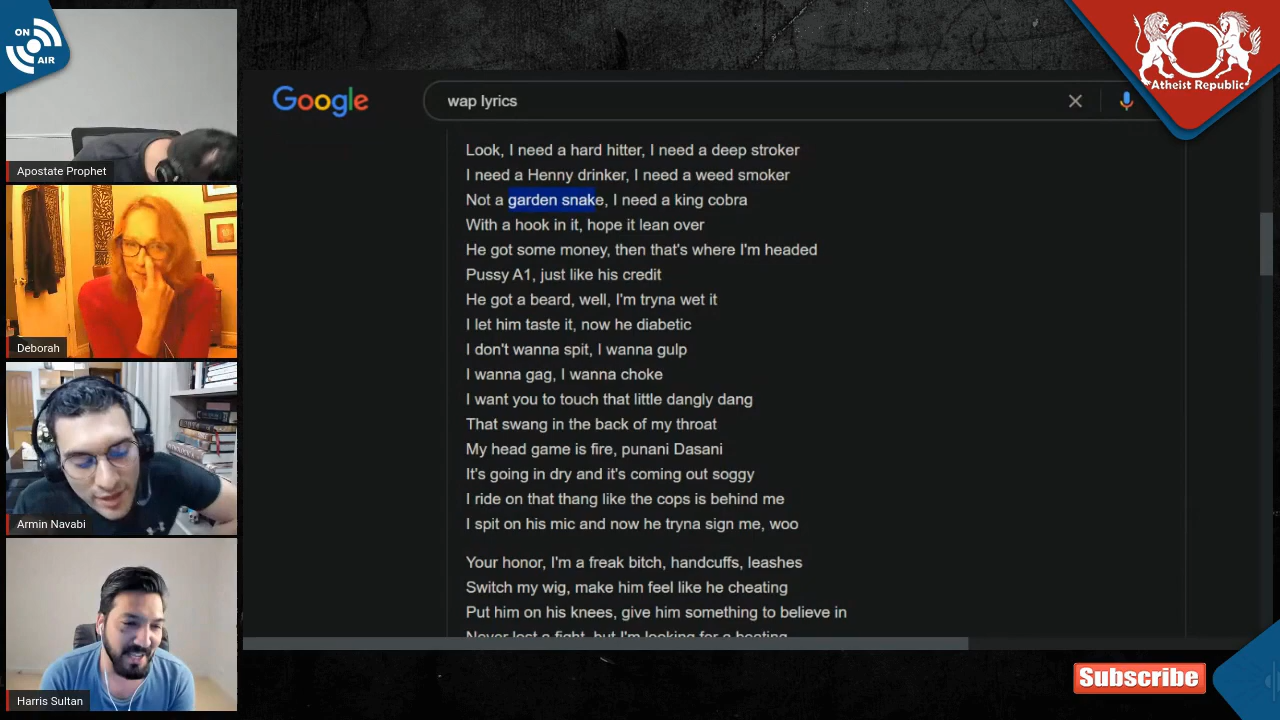 ON
AIR
Apostate Prophet
Deborah
Armin Navabi
Harris Sultan
Google
wap lyrics
Atheist Republic
Look, I need a hard hitter, I need a deep stroker
I need a Henny drinker, I need a weed smoker
Not a garden snake, I need a king cobra
With a hook in it, hope it lean over
He got some money, then that's where I'm headed
Pussy A1, just like his credit
He got a beard, well, I'm tryna wet it
I let him taste it, now he diabetic
I don't wanna spit, I wanna gulp
I wanna gag, I wanna choke
I want you to touch that little dangly dang
That swang in the back of my throat
My head game is fire, punani Dasani
It's going in dry and it's coming out soggy
I ride on that thang like the cops is behind me
I spit on his mic and now he tryna sign me, woo
Your honor, I'm a freak bitch, handcuffs, leashes
Switch my wig, make him feel like he cheating
Put him on his knees, give him something to believe in
Never lost a fight, but I'm looking for a beating
Subscribe